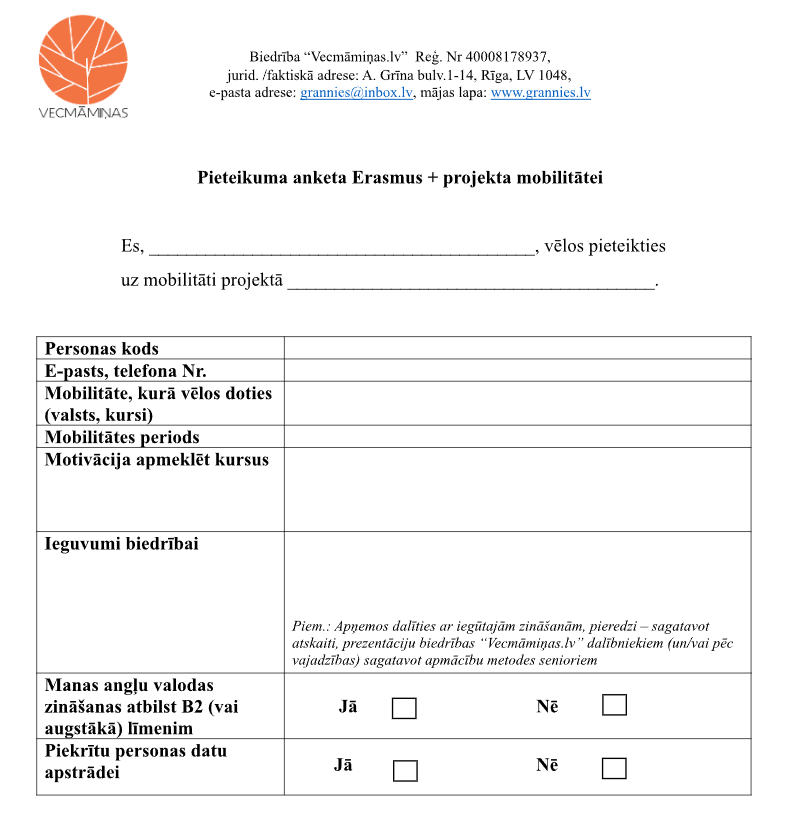 VECMĀMIŅAS
Biedrība “Vecmāmiņas.lv”  Reģ. Nr 40008178937,
jurid. /faktiskā adrese: A. Grīna bulv.1-14, Rīga, LV 1048,
e-pasta adrese: grannies@inbox.lv, mājas lapa: www.grannies.lv
Pieteikuma anketa Erasmus + projekta mobilitātei
Es, _________________________________________, vēlos pieteikties
uz mobilitāti projektā _______________________________________.
Personas kods
E-pasts, telefona Nr.
Mobilitāte, kurā vēlos doties
(valsts, kursi)
Mobilitātes periods
Motivācija apmeklēt kursus
Ieguvumi biedrībai
Piem.: Apņemos dalīties ar iegūtajām zināšanām, pieredzi – sagatavot
atskaiti, prezentāciju biedrības “Vecmāmiņas.lv” dalībniekiem (un/vai pēc
vajadzības) sagatavot apmācību metodes senioriem
Manas angļu valodas
zināšanas atbilst B2 (vai
augstākā) līmenim
Jā Nē
Piekrītu personas datu
apstrādei
Jā Nē